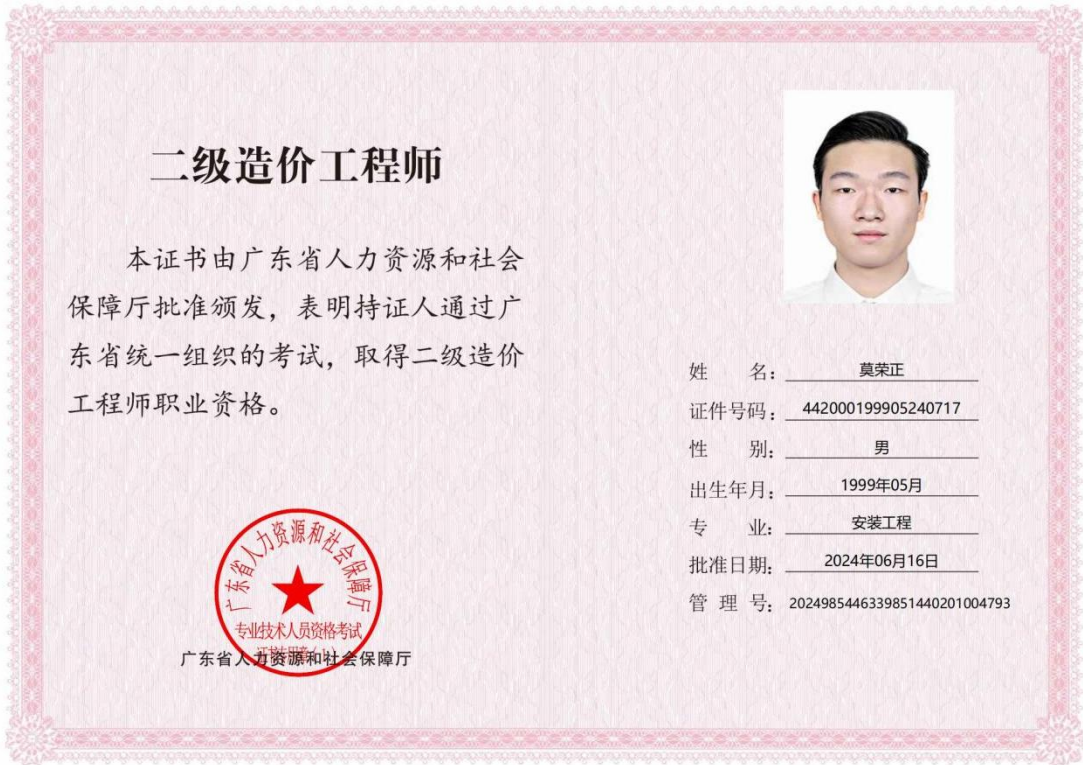 二级造价工程师
本证书由广东省人力资源和社会
保障厅批准颁发，表明持证人通过广
东省统一组织的考试，取得二级造价
工程师职业资格。
广东省人力资源和社会保障厅
专业技术人员资格考试
广东省人力资源和社会保障厅
姓 名：莫荣正
证件号码：442000199905240717
性 别：男
出生年月：1999年05月
专 业：安装工程
批准日期：2024年06月16日
管 理 号：2024985446339851440201004793